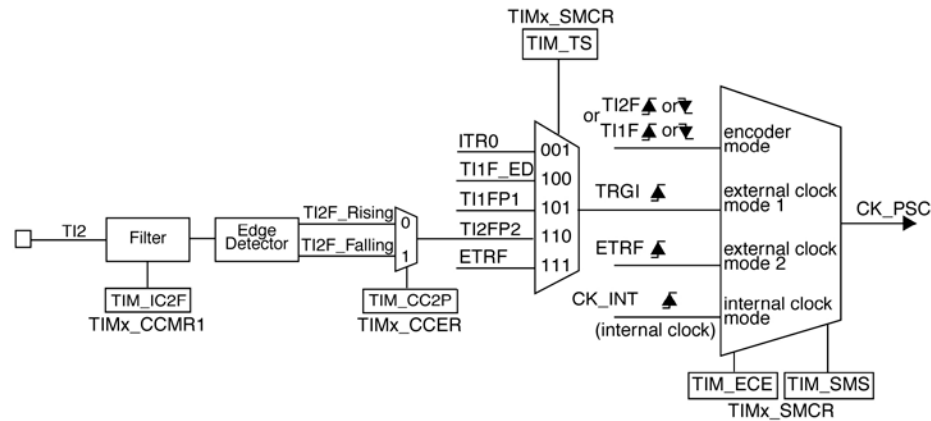 TIMx_SMCR
TIM_TS
TI2F or
or
TI1F or
encoder
mode
ITR0
001
TI1F_ED
100
TI1FP1
101
TI2FP2
110
ETRF
111
TRGI
external clock
mode 1
CK_PSC
ETRF
external clock
mode 2
CK_INT
(internal clock)
internal clock
mode
TI2
Filter
Edge
Detector
TI2F_Rising
TI2F_Falling
0
1
TIM_IC2F
TIMx_CCMR1
TIM_CC2P
TIMx_CCER
TIM_ECE
TIM_SMS
TIMx_SMCR